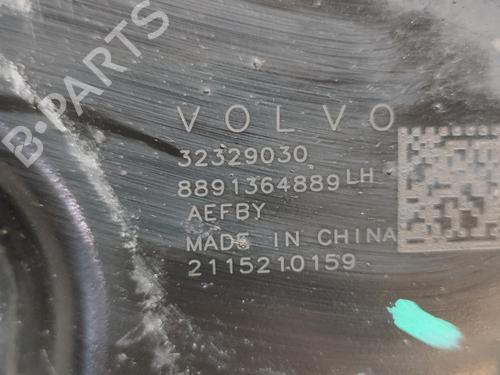 B-PARTS
VOLVO
32329030
8891364889 LH
AEFBY
MADE IN CHINA
2115210159